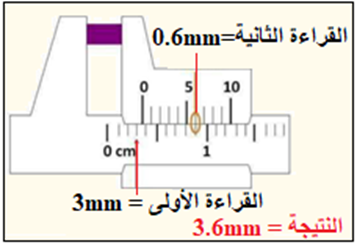 القراءة الثانية=0.6mm
0 5 10
0 cm 1
القراءة الأولى = 3mm
النتيجة = 3.6mm